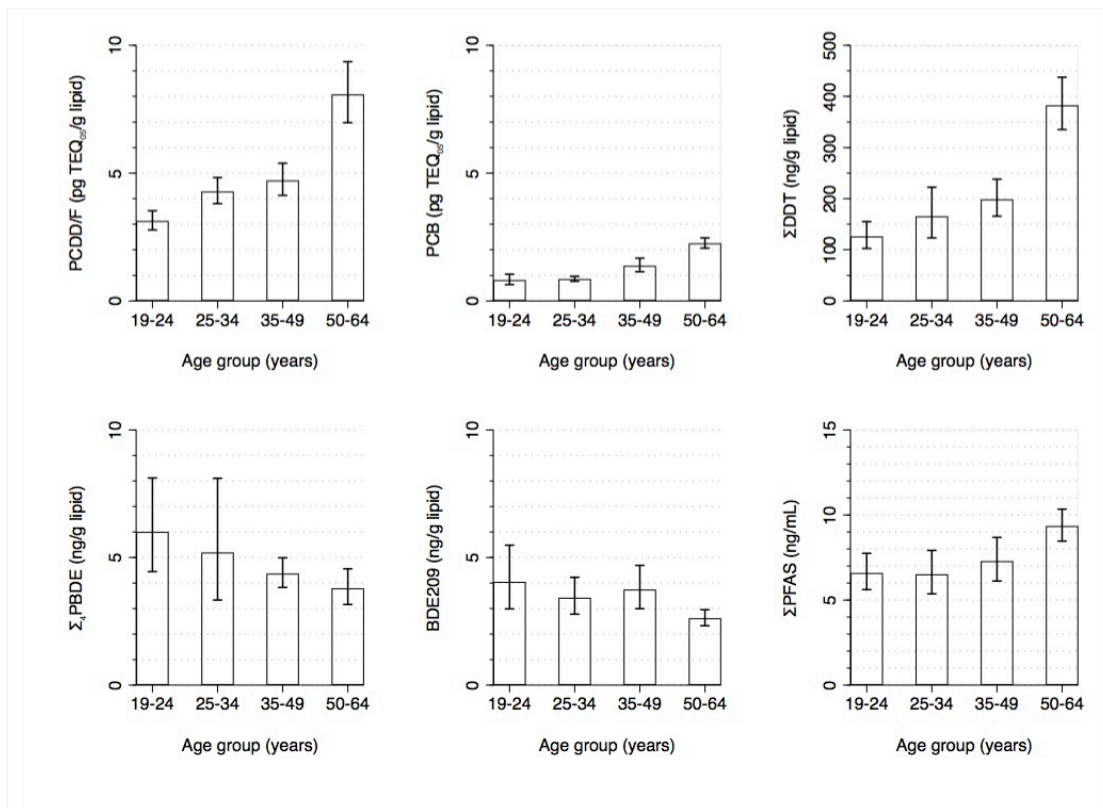 PCDD/F (pg TEQ₀₅/g lipid)
10
5
0
19-24 25-34 35-49 50-64
Age group (years)
PCB (pg TEQ₀₅/g lipid)
10
5
0
19-24 25-34 35-49 50-64
Age group (years)
ΣDDT (ng/g lipid)
500
400
300
200
100
0
19-24 25-34 35-49 50-64
Age group (years)
Σ₄PBDE (ng/g lipid)
10
5
0
19-24 25-34 35-49 50-64
Age group (years)
BDE209 (ng/g lipid)
10
5
0
19-24 25-34 35-49 50-64
Age group (years)
ΣPFAS (ng/mL)
15
10
5
0
19-24 25-34 35-49 50-64
Age group (years)